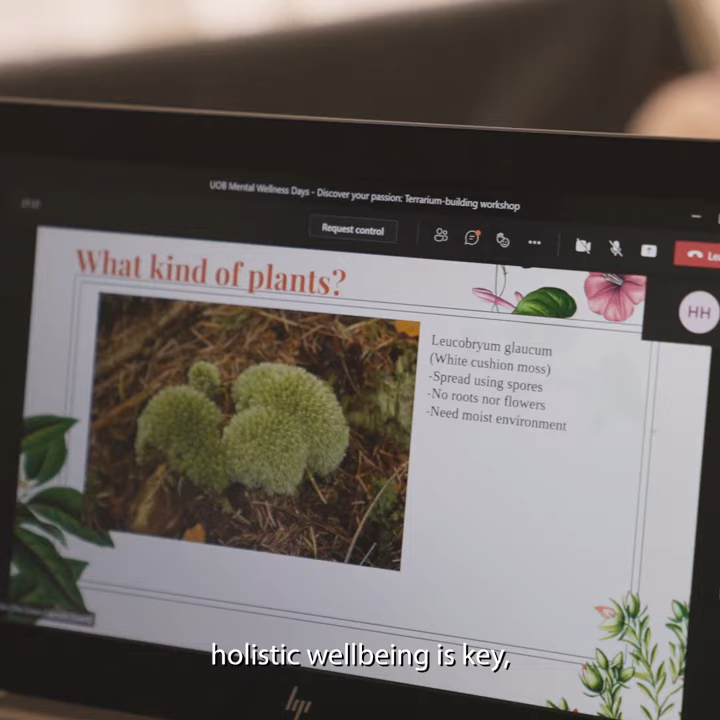 UOB Mental Wellness Days - Discover your passion: Terrarium-building workshop
Request control
Lea
HH
What kind of plants?
Leucobryum glaucum
(White cushion moss)
-Spread using spores
-No roots nor flowers
-Need moist environment
holistic wellbeing is key,
hp